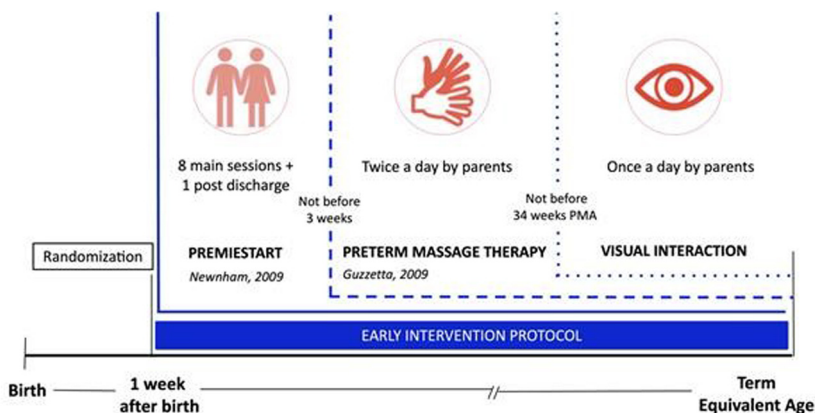 8 main sessions +
1 post discharge
Twice a day by parents
Once a day by parents
Not before
3 weeks
Not before
34 weeks PMA
Randomization
PREMIESTART
Newnham, 2009
PRETERM MASSAGE THERAPY
Guzzetta, 2009
VISUAL INTERACTION
EARLY INTERVENTION PROTOCOL
Birth
1 week
after birth
Term
Equivalent Age